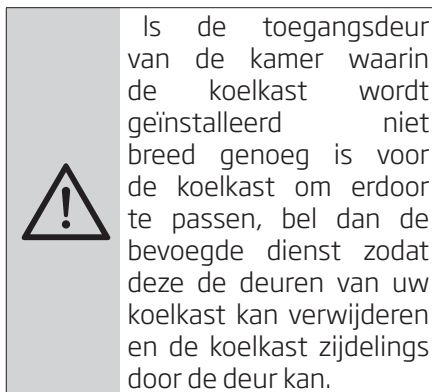 Is de toegangsdeur
van de kamer waarin
de koelkast wordt
geïnstalleerd niet
breed genoeg is voor
de koelkast om erdoor
te passen, bel dan de
bevoegde dienst zodat
deze de deuren van uw
koelkast kan verwijderen
en de koelkast zijdelings
door de deur kan.